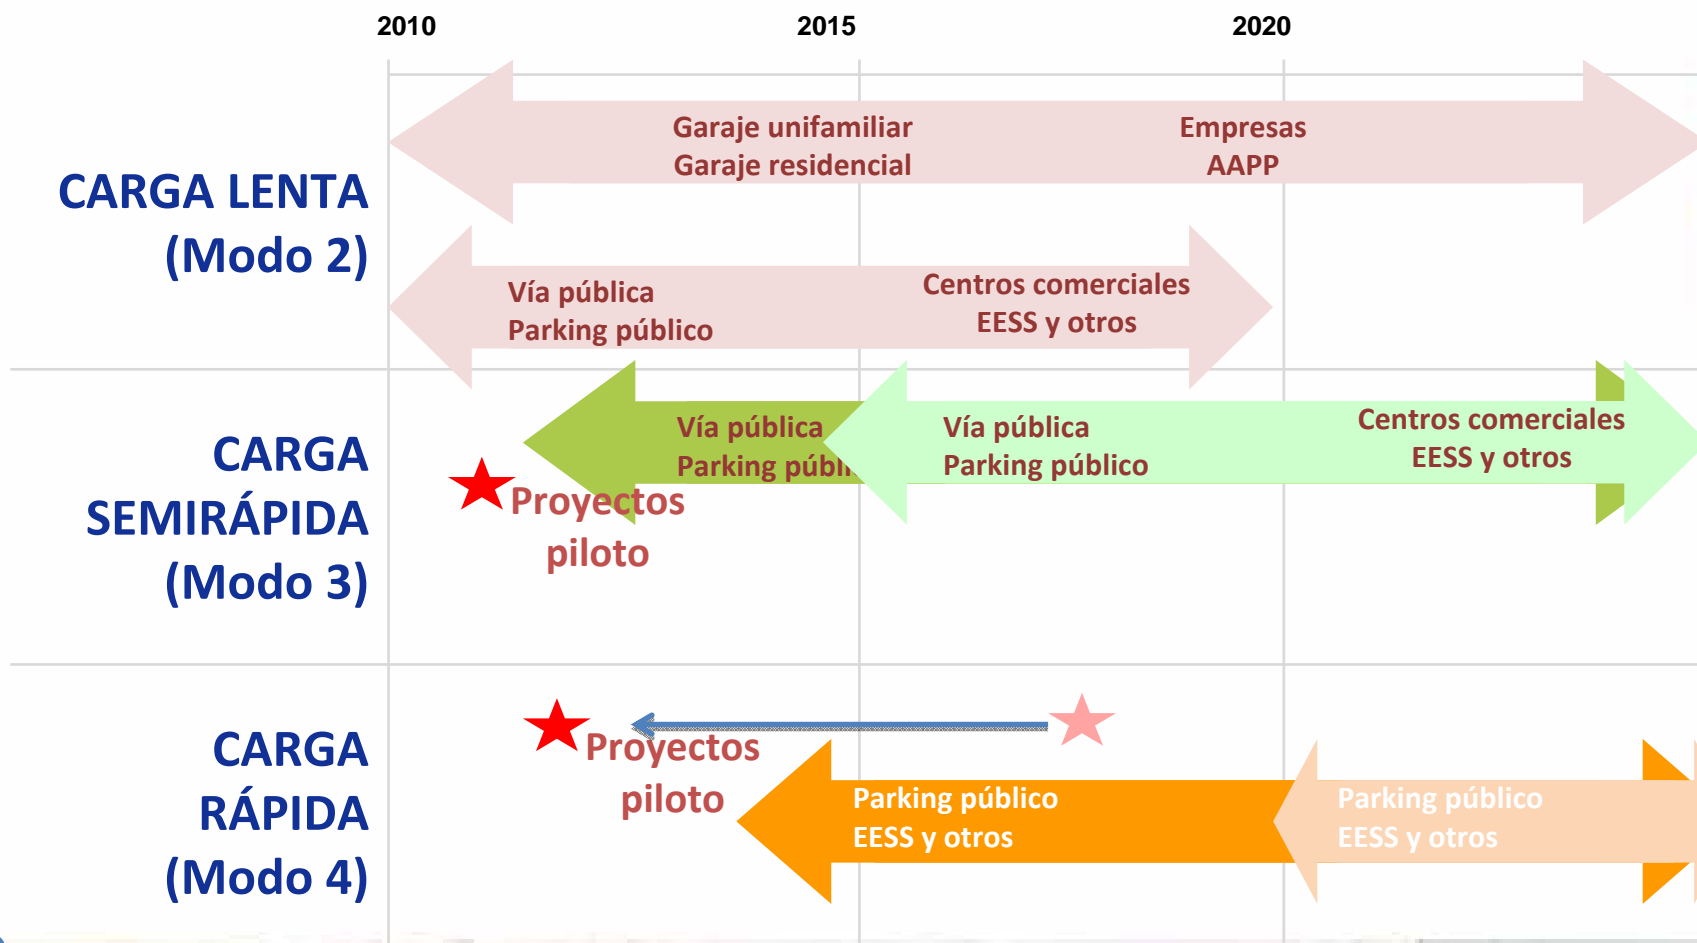 2010 2015 2020
CARGA LENTA
(Modo 2)
Garaje unifamiliar
Garaje residencial
Empresas
AAPP
Vía pública
Parking público
Centros comerciales
EESS y otros
CARGA
SEMIRÁPIDA
(Modo 3)
Vía pública
Parking públi
Vía pública
Parking público
Centros comerciales
EESS y otros
Proyectos
piloto
CARGA
RÁPIDA
(Modo 4)
Proyectos
piloto
Parking público
EESS y otros
Parking público
EESS y otros